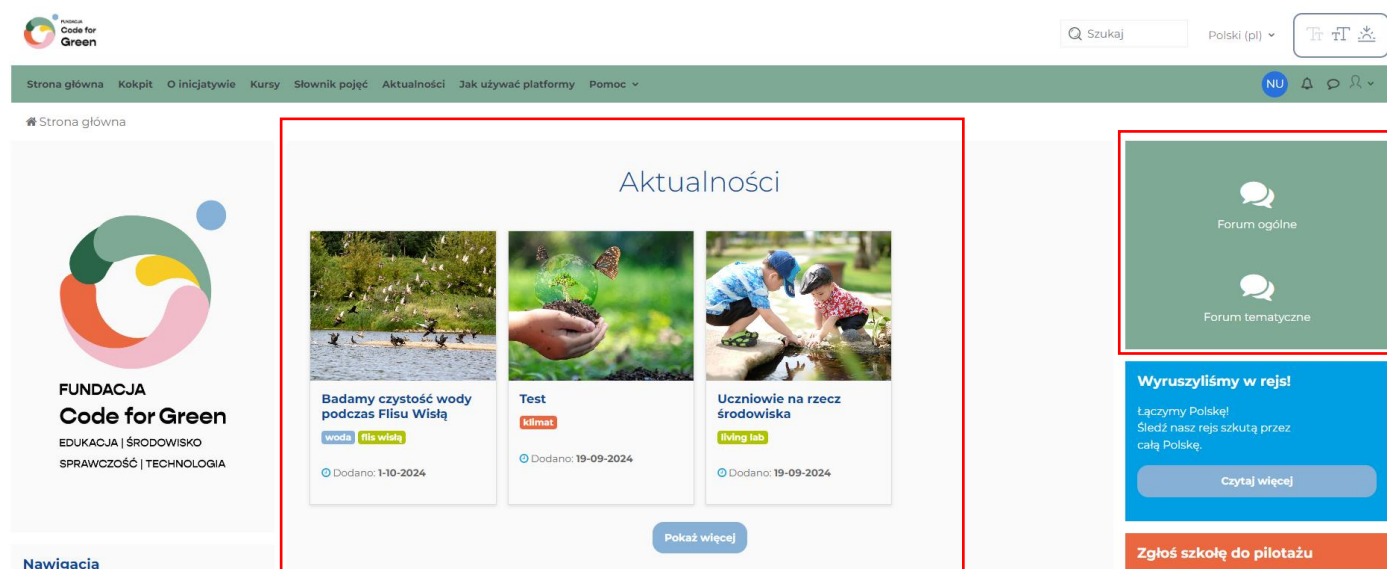 FUNDACJA
Code for
Green
Szukaj
Polski (pl)
Tr TT
Strona główna Kokpit O inicjatywie Kursy Słownik pojęć Aktualności Jak używać platformy Pomoc
NU
Strona główna
FUNDACJA
Code for Green
EDUKACJA | ŚRODOWISKO
SPRAWCZOŚĆ | TECHNOLOGIA
Nawigacja
Aktualności
Badamy czystość wody
podczas Flisu Wisłą
woda flis wisłą
Dodano: 1-10-2024
Test
klimat
Dodano: 19-09-2024
Uczniowie na rzecz
środowiska
living lab
Dodano: 19-09-2024
Pokaż więcej
Forum ogólne
Forum tematyczne
Wyruszyliśmy w rejs!
Łączymy Polskę!
Śledź nasz rejs szkutą przez
całą Polskę.
Czytaj więcej
Zgłoś szkołę do pilotażu